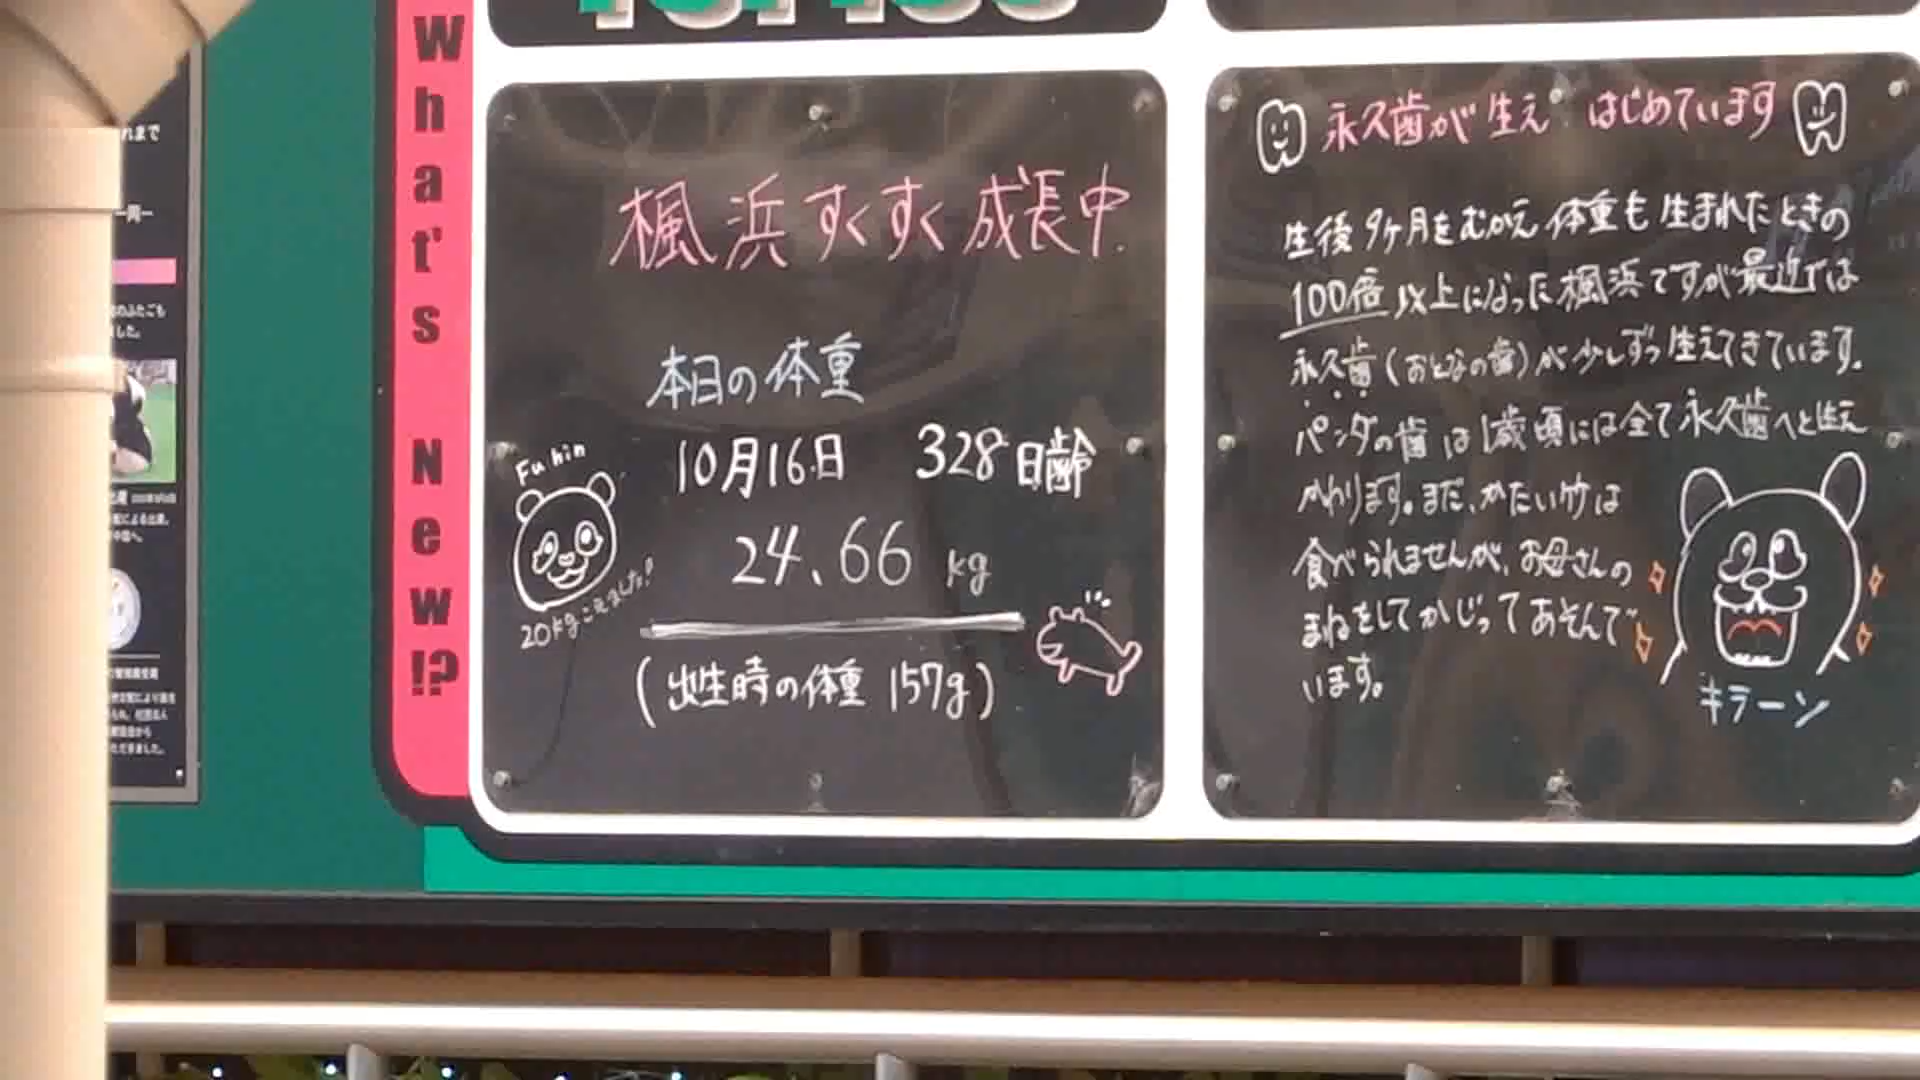 What's New!?
楓浜すくすく成長中
本日の体重
10月16日 328日齢
24.66 kg
(出生時の体重 157g)
Fuhin
20kgこえました!
永久歯が生えはじめています
生後9ヶ月をむかえ体重も生まれたときの
100倍以上になった楓浜ですが最近では
永久歯(おとなの歯)が少しずつ生えてきています。
パンダの歯は1歳頃には全て永久歯へと生え
かわります。まだ、かたい竹は
食べられませんが、お母さんの
まねをしてかじってあそんで
います。
キラーン